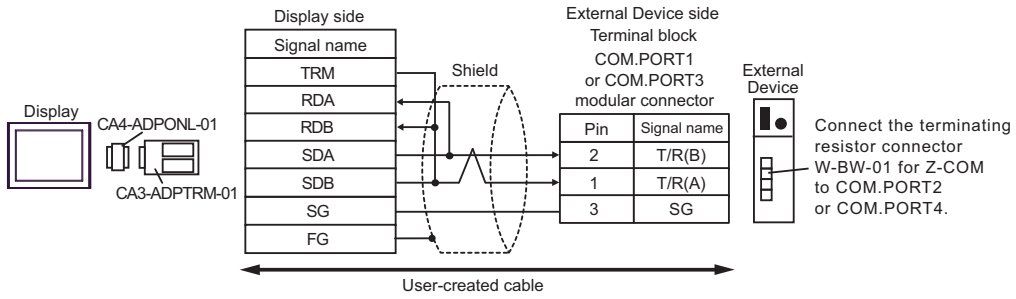 Display side
Signal name
TRM
RDA
RDB
SDA
SDB
SG
FG
Shield
External Device side
Terminal block
COM.PORT1
or COM.PORT3
modular connector
Pin Signal name
2 T/R(B)
1 T/R(A)
3 SG
External
Device
Display
CA4-ADPONL-01
CA3-ADPTRM-01
Connect the terminating
resistor connector
W-BW-01 for Z-COM
to COM.PORT2
or COM.PORT4.
User-created cable